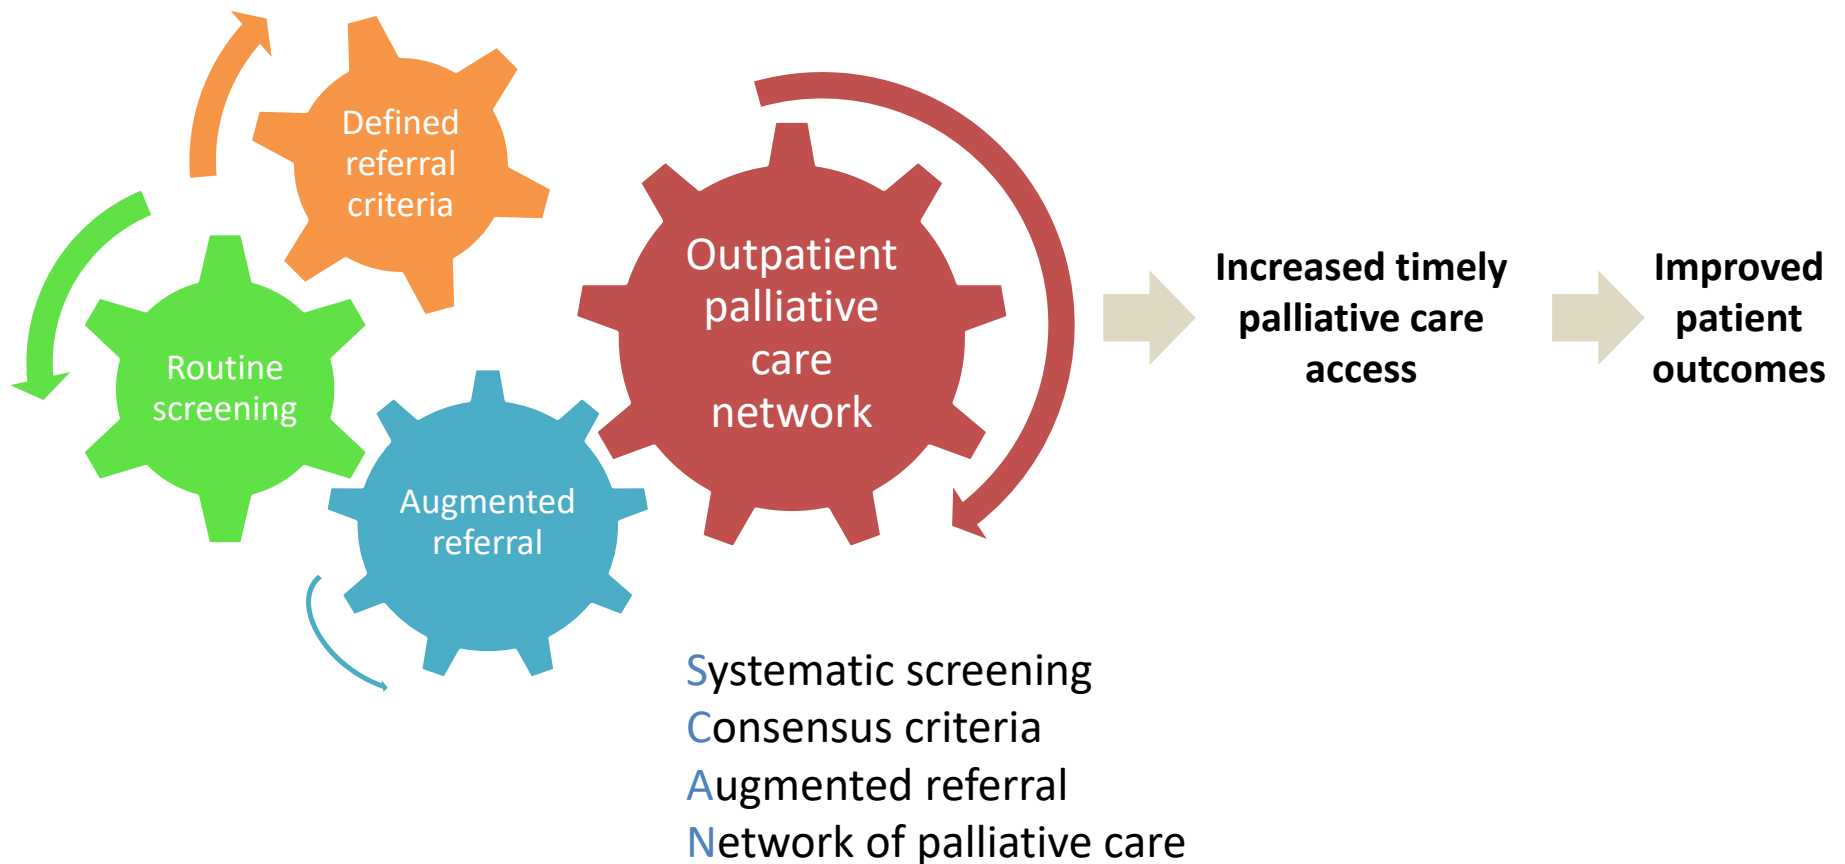 Defined
referral
criteria
Routine
screening
Augmented
referral
Outpatient
palliative
care
network
Increased timely
palliative care
access
Improved
patient
outcomes
Systematic screening
Consensus criteria
Augmented referral
Network of palliative care